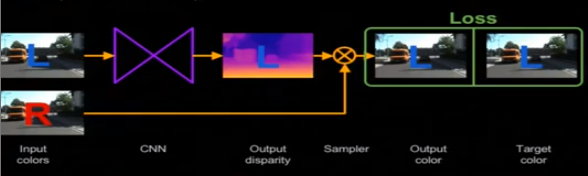 Loss
L
L
L
L
R
Input
colors
CNN
Output
disparity
Sampler
Output
color
Target
color